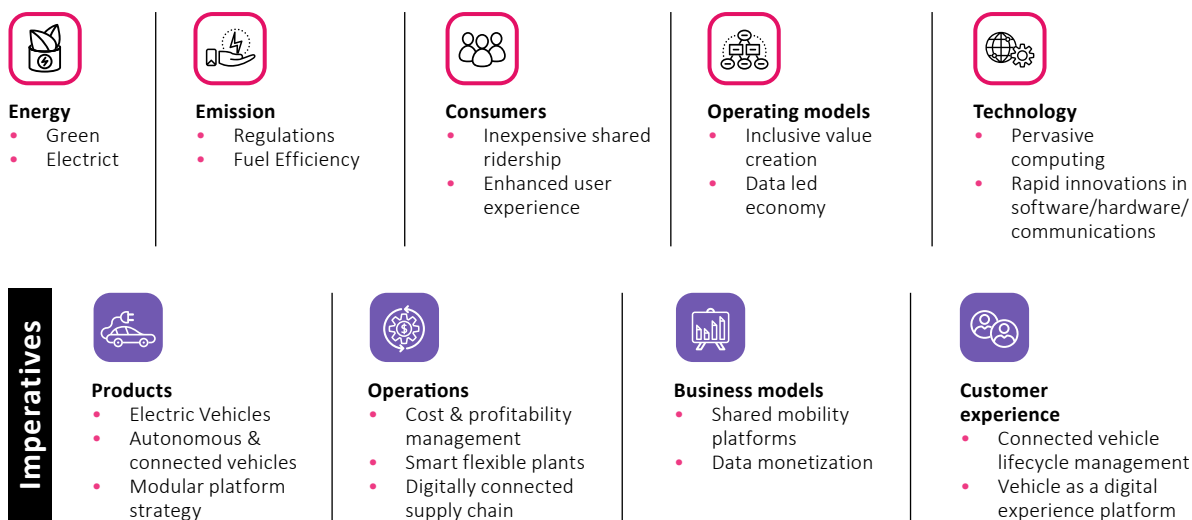 Energy
• Green
• Electrict
Emission
• Regulations
• Fuel Efficiency
Consumers
• Inexpensive shared
ridership
• Enhanced user
experience
Operating models
• Inclusive value
creation
• Data led
economy
Technology
• Pervasive
computing
• Rapid innovations in
software/hardware/
communications
Imperatives
Products
• Electric Vehicles
• Autonomous &
connected vehicles
• Modular platform
strategy
Operations
• Cost & profitability
management
• Smart flexible plants
• Digitally connected
supply chain
Business models
• Shared mobility
platforms
• Data monetization
Customer
experience
• Connected vehicle
lifecycle management
• Vehicle as a digital
experience platform